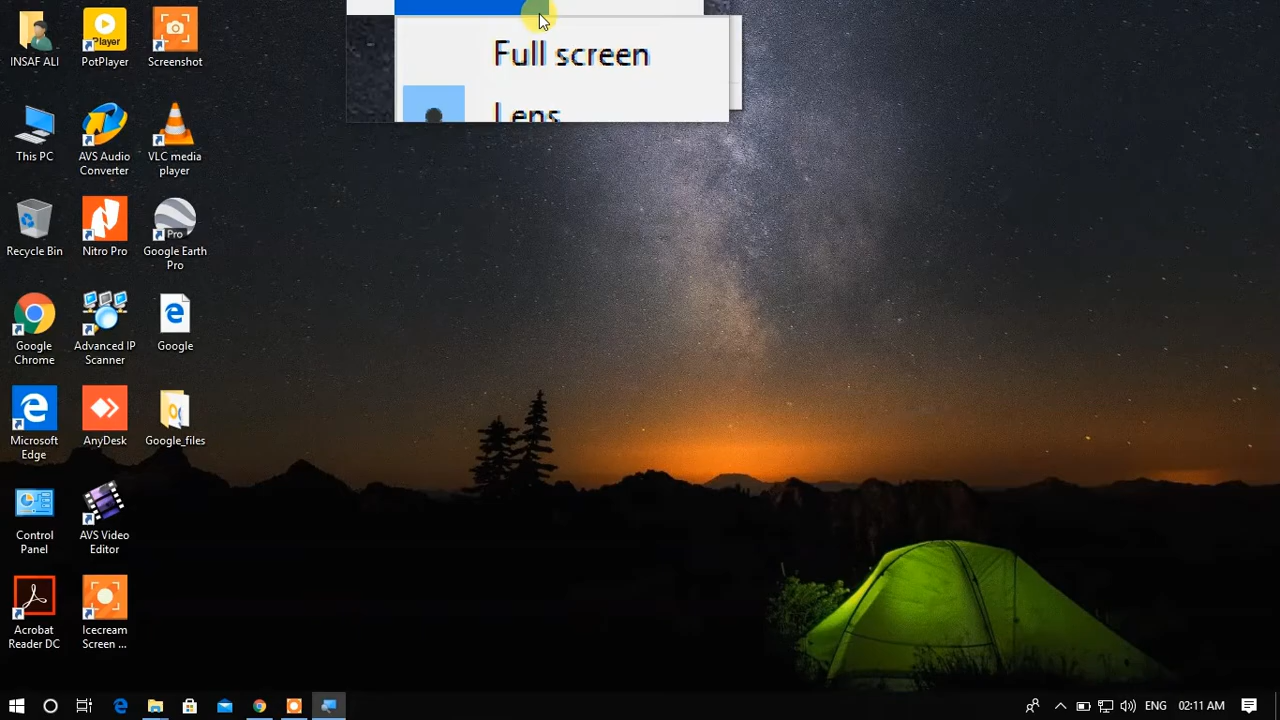 Full screen
Lens
INSAF ALI
Player
PotPlayer
Screenshot
This PC
AVS Audio
Converter
VLC media
player
Recycle Bin
Nitro Pro
Pro
Google Earth
Pro
Google
Chrome
Advanced IP
Scanner
Google
Microsoft
Edge
AnyDesk
Google_files
Control
Panel
AVS Video
Editor
Acrobat
Reader DC
Icecream
Screen ...
ENG
02:11 AM